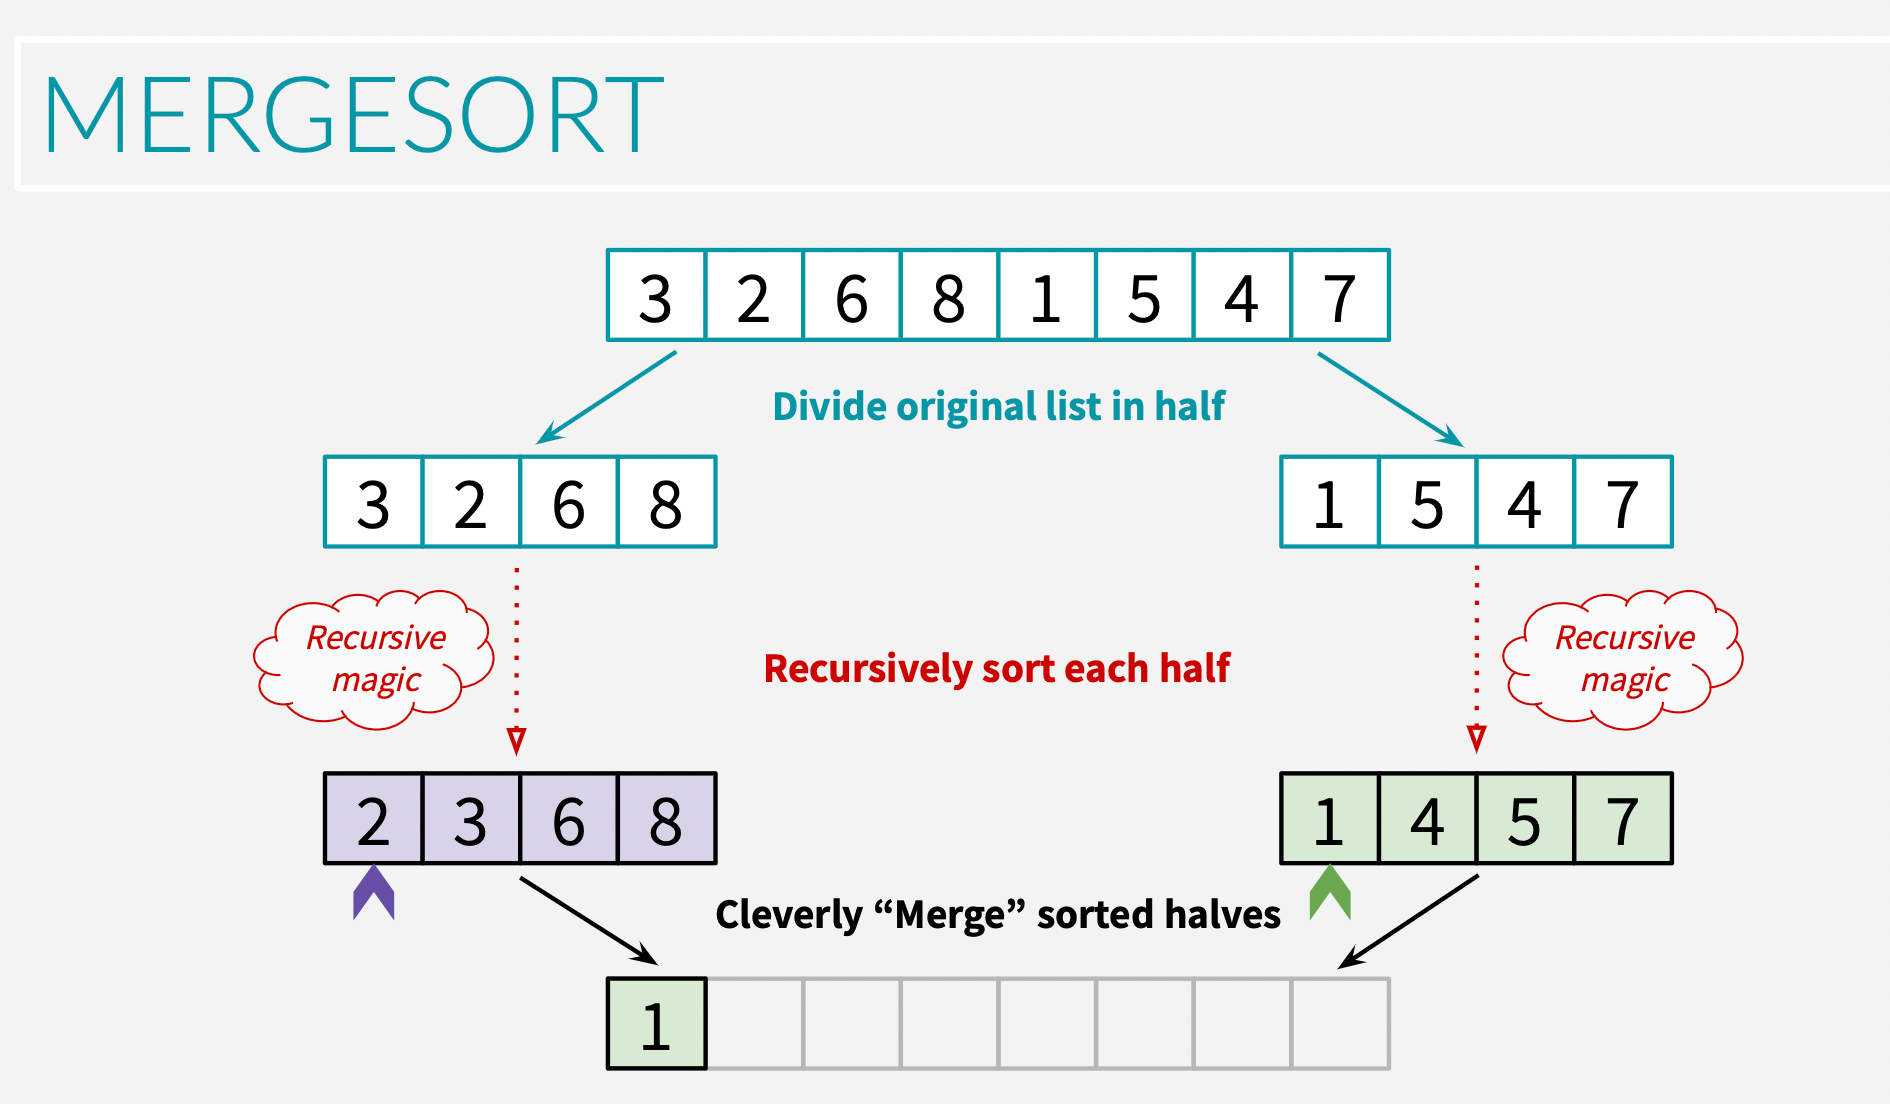 MERGESORT
3 2 6 8 1 5 4 7
Divide original list in half
3 2 6 8
1 5 4 7
Recursive
magic
Recursively sort each half
Recursive
magic
2 3 6 8
1 4 5 7
Cleverly “Merge” sorted halves
1